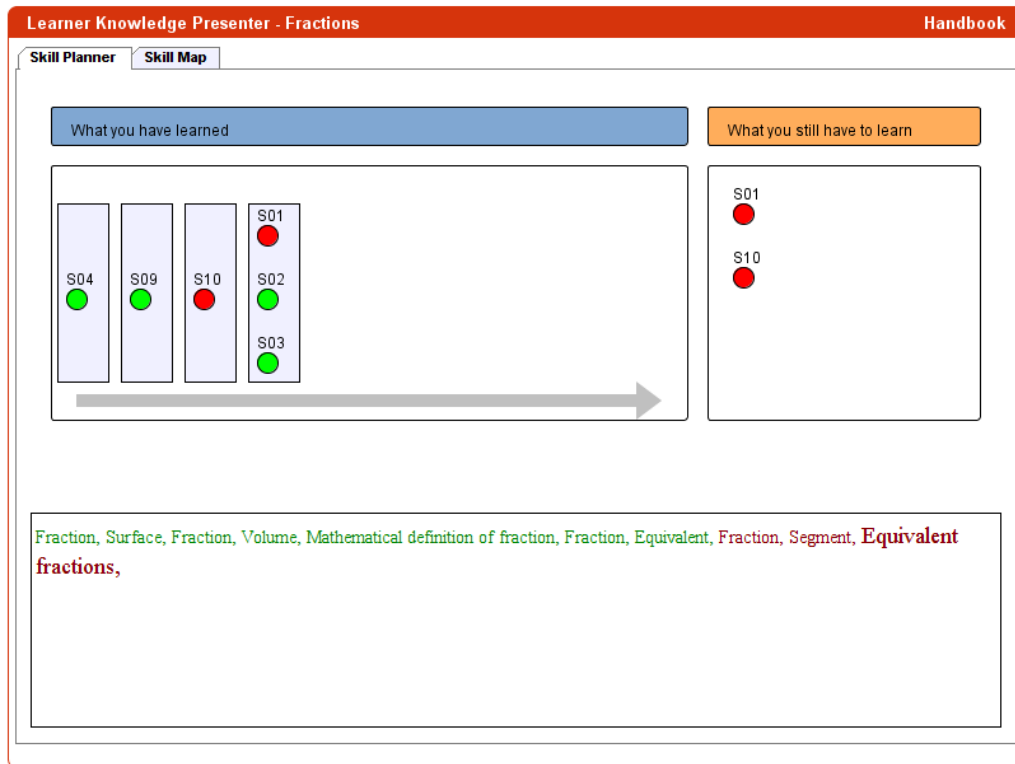 Learner Knowledge Presenter - Fractions Handbook
Skill Planner Skill Map
What you have learned What you still have to learn
S01 S01
S04 S09 S10 S02 S10
S03
Fraction, Surface, Fraction, Volume, Mathematical definition of fraction, Fraction, Equivalent, Fraction, Segment, Equivalent
fractions,